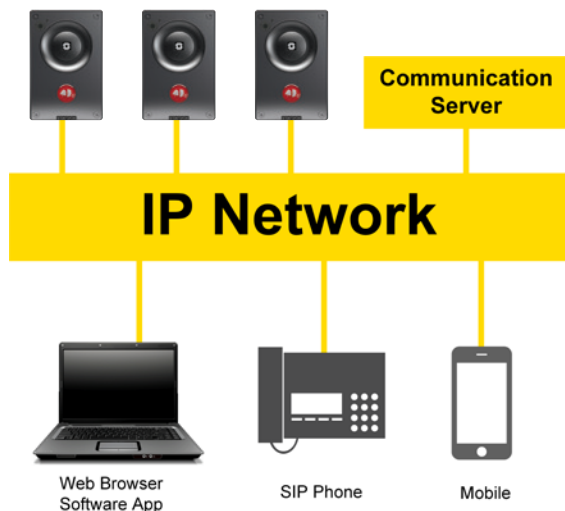 Communication
Server
IP Network
Web Browser
Software App
SIP Phone
Mobile